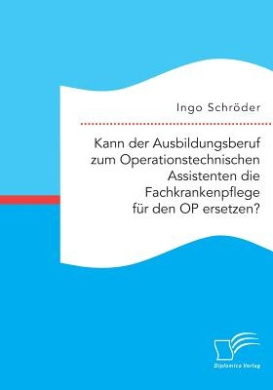 Ingo Schröder
Kann der Ausbildungsberuf
zum Operationstechnischen
Assistenten die
Fachkrankenpflege
für den OP ersetzen?
Diplomica Verlag